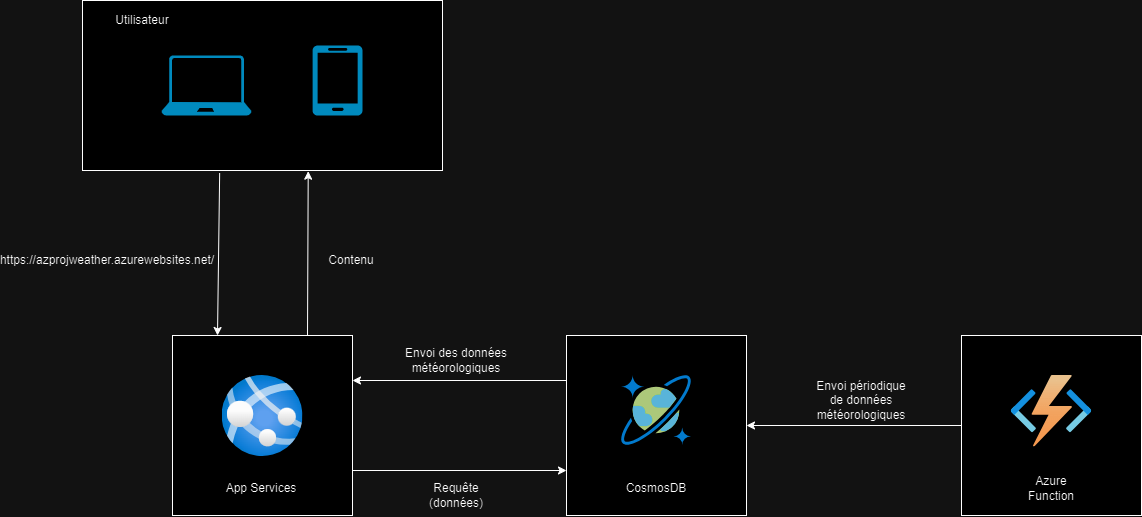 Utilisateur
https://azprojweather.azurewebsites.net/
Contenu
Envoi des données
météorologiques
Envoi périodique
de données
météorologiques
App Services
Requête
(données)
CosmosDB
Azure
Function